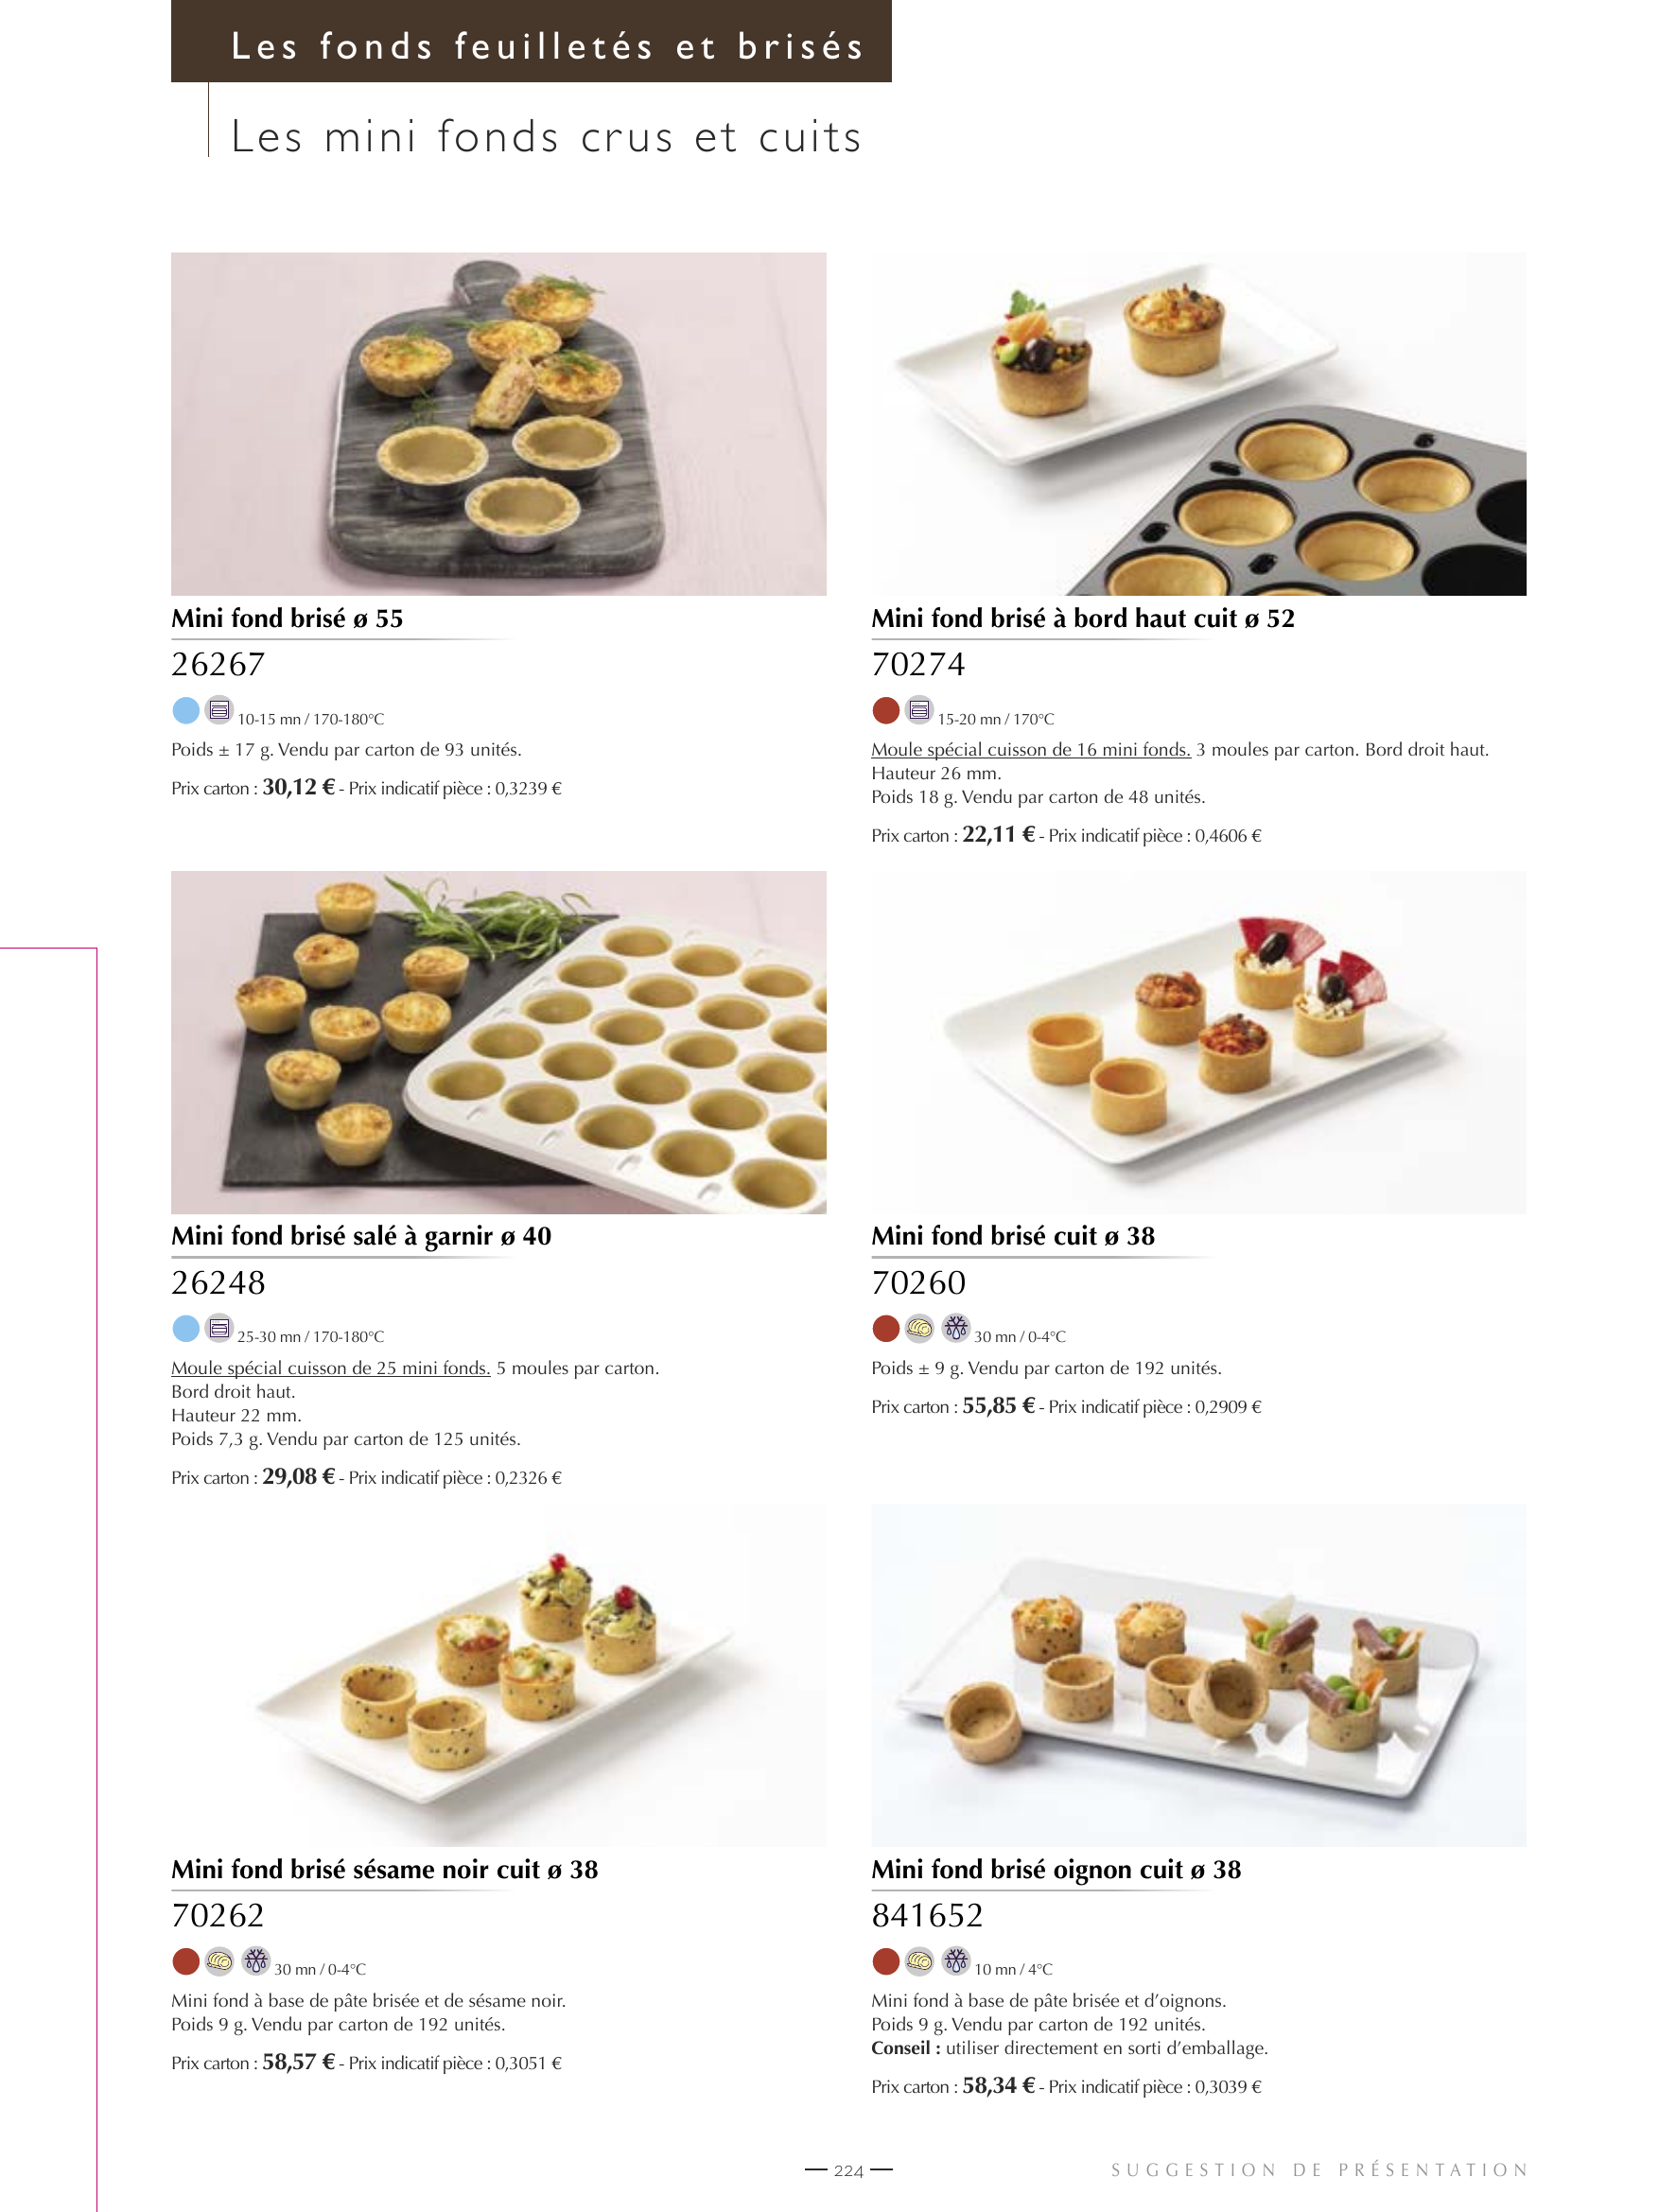 Les fonds feuilletés et brisés
Les mini fonds crus et cuits
Mini fond brisé ø 55
26267
10-15 mn / 170-180°C
Poids ± 17 g. Vendu par carton de 93 unités.
Prix carton : 30,12 € - Prix indicatif pièce : 0,3239 €
Mini fond brisé à bord haut cuit ø 52
70274
15-20 mn / 170°C
Moule spécial cuisson de 16 mini fonds. 3 moules par carton. Bord droit haut.
Hauteur 26 mm.
Poids 18 g. Vendu par carton de 48 unités.
Prix carton : 22,11 € - Prix indicatif pièce : 0,4606 €
Mini fond brisé salé à garnir ø 40
26248
25-30 mn / 170-180°C
Moule spécial cuisson de 25 mini fonds. 5 moules par carton.
Bord droit haut.
Hauteur 22 mm.
Poids 7,3 g. Vendu par carton de 125 unités.
Prix carton : 29,08 € - Prix indicatif pièce : 0,2326 €
Mini fond brisé cuit ø 38
70260
30 mn / 0-4°C
Poids ± 9 g. Vendu par carton de 192 unités.
Prix carton : 55,85 € - Prix indicatif pièce : 0,2909 €
Mini fond brisé sésame noir cuit ø 38
70262
30 mn / 0-4°C
Mini fond à base de pâte brisée et de sésame noir.
Poids 9 g. Vendu par carton de 192 unités.
Prix carton : 58,57 € - Prix indicatif pièce : 0,3051 €
Mini fond brisé oignon cuit ø 38
841652
10 mn / 4°C
Mini fond à base de pâte brisée et d’oignons.
Poids 9 g. Vendu par carton de 192 unités.
Conseil : utiliser directement en sorti d’emballage.
Prix carton : 58,34 € - Prix indicatif pièce : 0,3039 €
224
SUGGESTION DE PRÉSENTATION